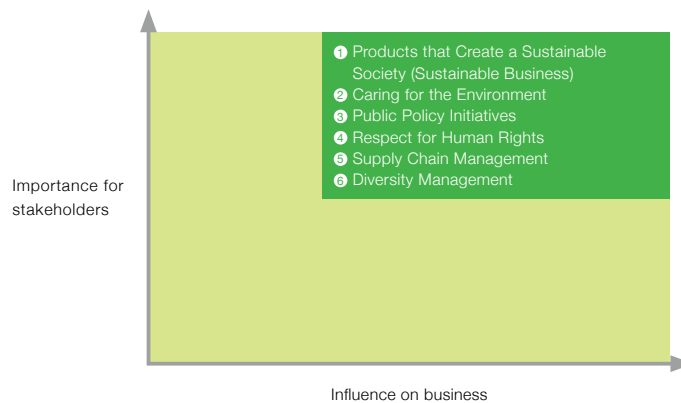 ❶ Products that Create a Sustainable
Society (Sustainable Business)
❷ Caring for the Environment
❸ Public Policy Initiatives
❹ Respect for Human Rights
❺ Supply Chain Management
❻ Diversity Management
Importance for
stakeholders
Influence on business